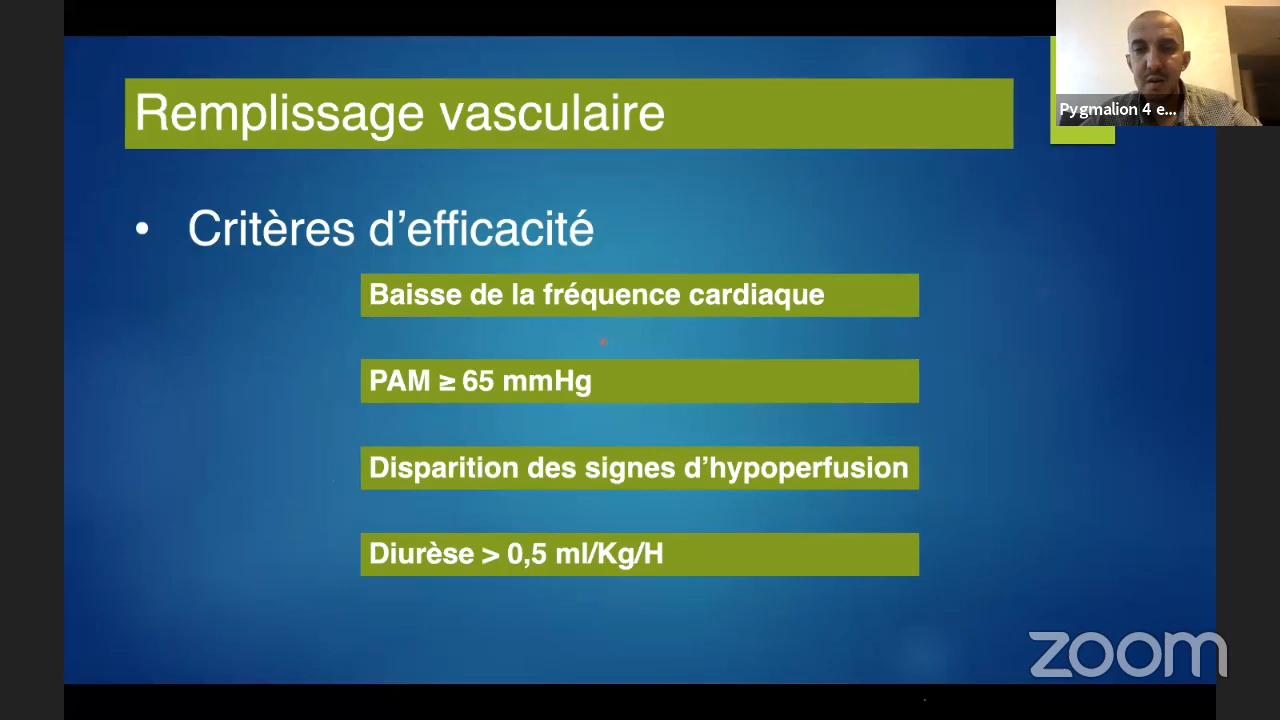 Remplissage vasculaire
Pygmalion 4 e...
• Critères d’efficacité
Baisse de la fréquence cardiaque
PAM ≥ 65 mmHg
Disparition des signes d’hypoperfusion
Diurèse > 0,5 ml/Kg/H
zoom